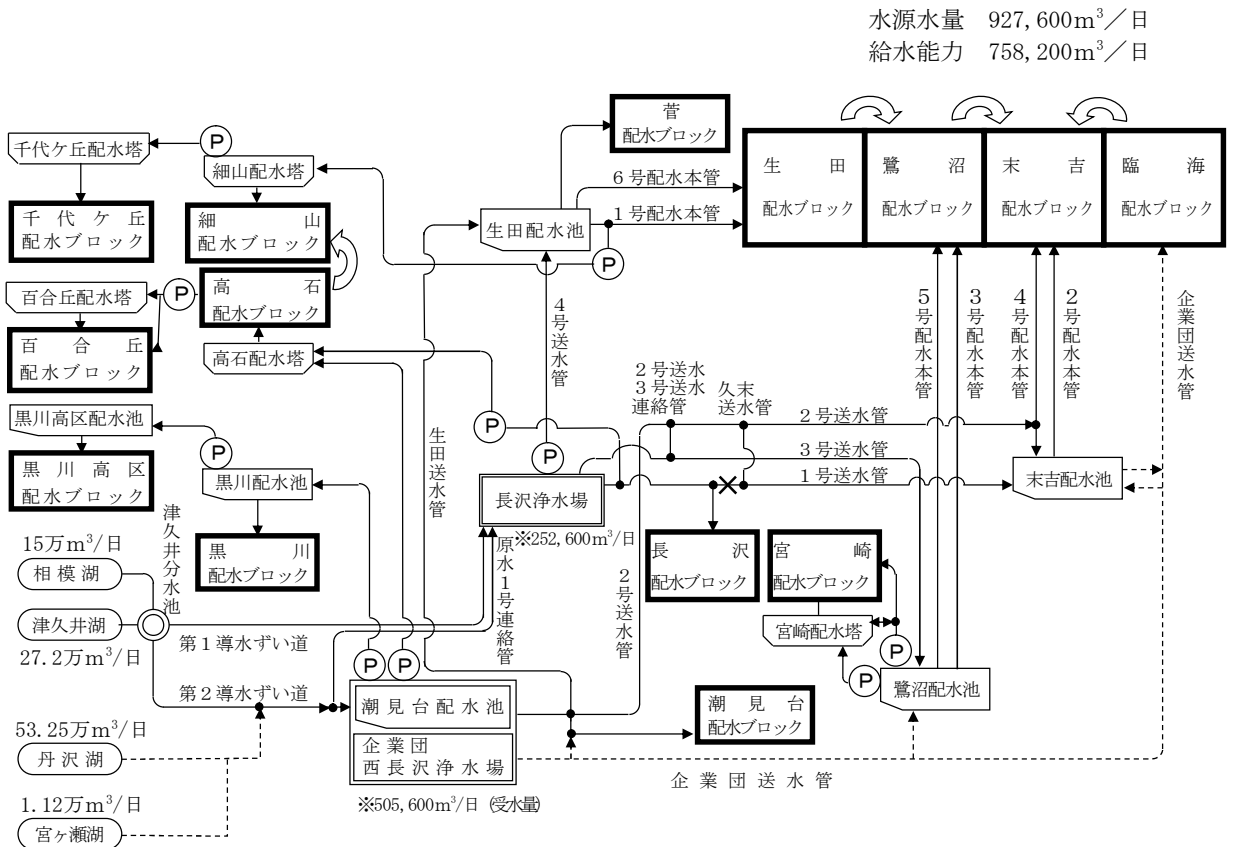 水源水量 927,600m³／日
給水能力 758,200m³／日
菅
配水ブロック
千代ケ丘配水塔
P
細山配水塔
生田
配水ブロック
鷺沼
配水ブロック
末吉
配水ブロック
臨海
配水ブロック
6号配水本管
1号配水本管
千代ケ丘
配水ブロック
細山
配水ブロック
生田配水池
P
高石
配水ブロック
百合丘配水塔
P
百合丘
配水ブロック
高石配水塔
4号送水管
5号配水本管
3号配水本管
4号配水本管
2号配水本管
企業団送水管
2号送水
3号送水
連絡管
久末
送水管
黒川高区配水池
P
生田送水管
P
P
2号送水管
3号送水管
1号送水管
黒川高区
配水ブロック
黒川配水池
長沢浄水場
末吉配水池
※252,600m³/日
津久井分水池
15万m³/日
相模湖
黒川
配水ブロック
原水1号連絡管
2号送水管
長沢
配水ブロック
宮崎
配水ブロック
津久井湖
27.2万m³/日
第1導水ずい道
宮崎配水塔
P
P
P
P
鷺沼配水池
第2導水ずい道
潮見台配水池
潮見台
配水ブロック
53.25万m³/日
丹沢湖
企業団
西長沢浄水場
企業団送水管
1.12万m³/日
宮ヶ瀬湖
※505,600m³/日 (受水量)